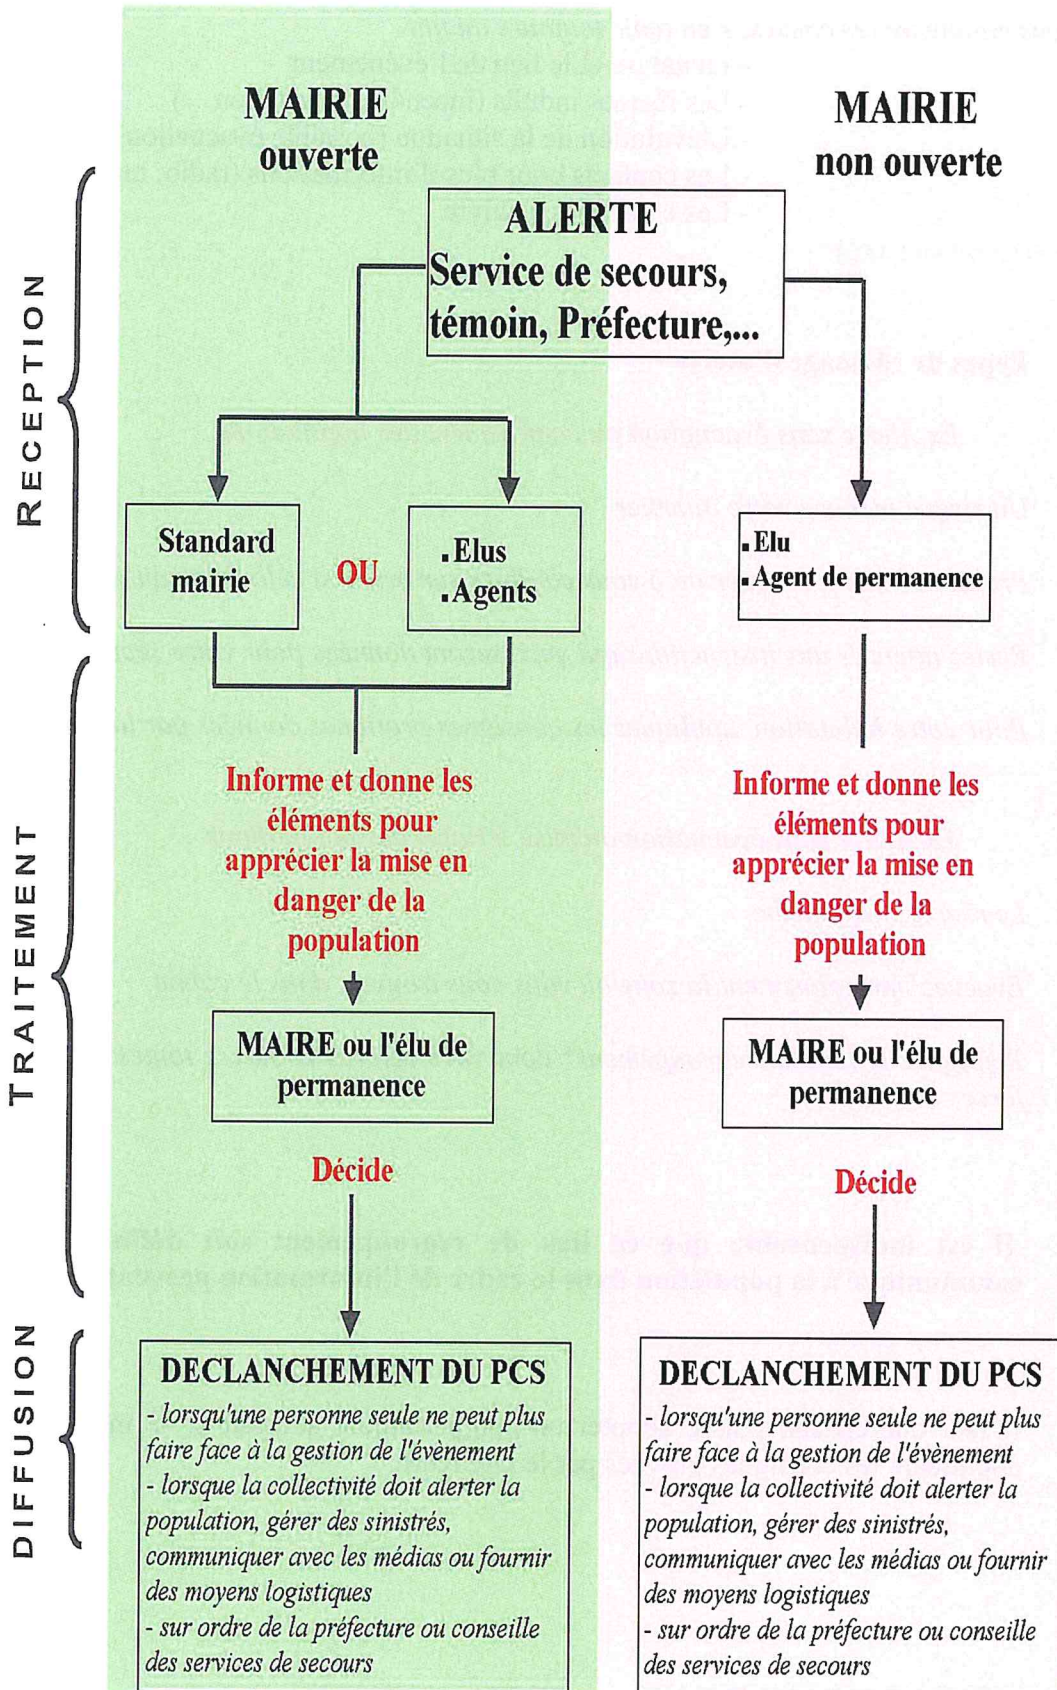 MAIRIE
ouverte
MAIRIE
non ouverte
RECEPTION
ALERTE
Service de secours,
témoin, Préfecture,...
Standard
mairie
OU
Elus
Agents
Elu
Agent de permanence
TRAITEMENT
Informe et donne les
éléments pour
apprécier la mise en
danger de la
population
Informe et donne les
éléments pour
apprécier la mise en
danger de la
population
MAIRE ou l'élu de
permanence
MAIRE ou l'élu de
permanence
Décide
Décide
DIFFUSION
DECLANCHEMENT DU PCS
- lorsqu'une personne seule ne peut plus
faire face à la gestion de l'évènement
- lorsque la collectivité doit alerter la
population, gérer des sinistrés,
communiquer avec les médias ou fournir
des moyens logistiques
- sur ordre de la préfecture ou conseille
des services de secours
DECLANCHEMENT DU PCS
- lorsqu'une personne seule ne peut plus
faire face à la gestion de l'évènement
- lorsque la collectivité doit alerter la
population, gérer des sinistrés,
communiquer avec les médias ou fournir
des moyens logistiques
- sur ordre de la préfecture ou conseille
des services de secours